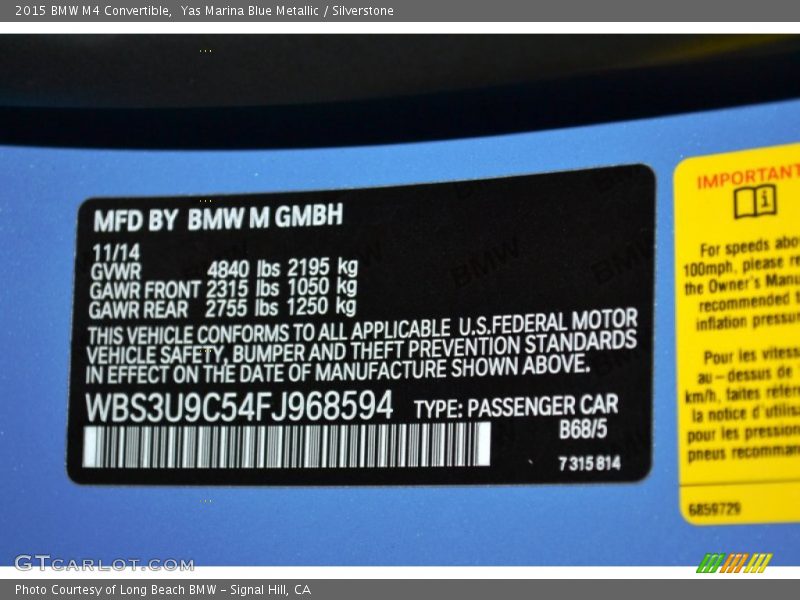 2015 BMW M4 Convertible,  Yas Marina Blue Metallic / Silverstone
MFD BY BMW M GMBH
11/14
GVWR 4840 lbs 2195 kg
GAWR FRONT 2315 lbs 1050 kg
GAWR REAR 2755 lbs 1250 kg
THIS VEHICLE CONFORMS TO ALL APPLICABLE U.S.FEDERAL MOTOR
VEHICLE SAFETY, BUMPER AND THEFT PREVENTION STANDARDS
IN EFFECT ON THE DATE OF MANUFACTURE SHOWN ABOVE.
WBS3U9C54FJ968594 TYPE: PASSENGER CAR
B68/5
7 315 814
IMPORTANT
For speeds abo
100mph, please re
the Owner's Manu
recommended t
inflation pressur
Pour les vitess
au-dessus de
km/h, faites référ
la notice d'utilisa
pour les pression
pneus recomman
6859729
GTCARLOT.COM
Photo Courtesy of Long Beach BMW - Signal Hill, CA